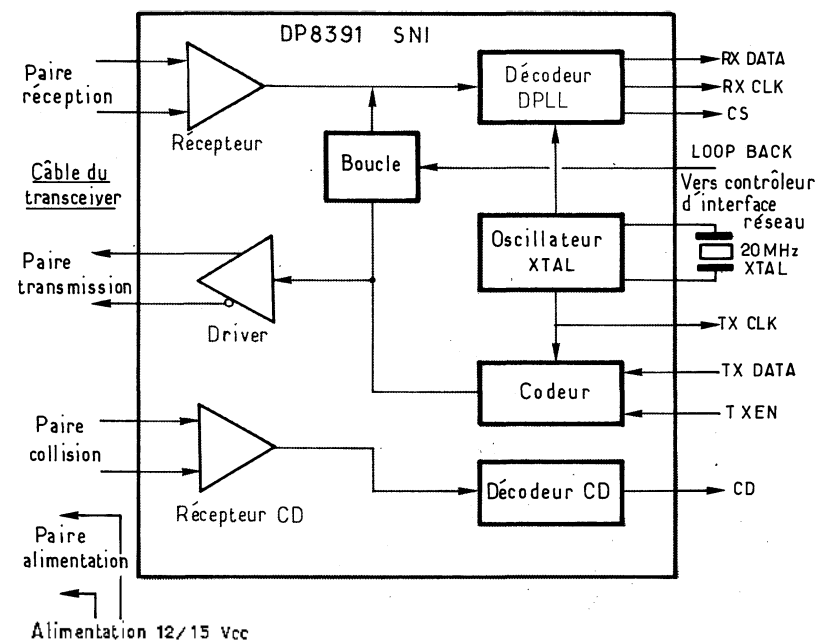 DP8391 SNI
Paire
réception
Récepteur
Décodeur
DPLL
RX DATA
RX CLK
CS
Boucle
LOOP BACK
Câble du
transceiver
Vers contrôleur
d'interface
réseau
Oscillateur
XTAL
20MHz
XTAL
Paire
transmission
Driver
TX CLK
Codeur
TX DATA
TXEN
Paire
collision
Récepteur CD
Décodeur CD
CD
Paire
alimentation
Alimentation 12/15 Vcc